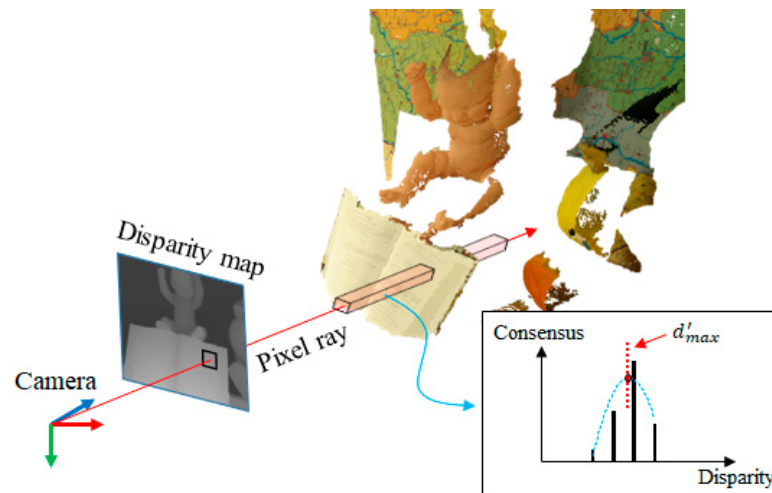 Disparity map
Pixel ray
Camera
Consensus
d'max
Disparity